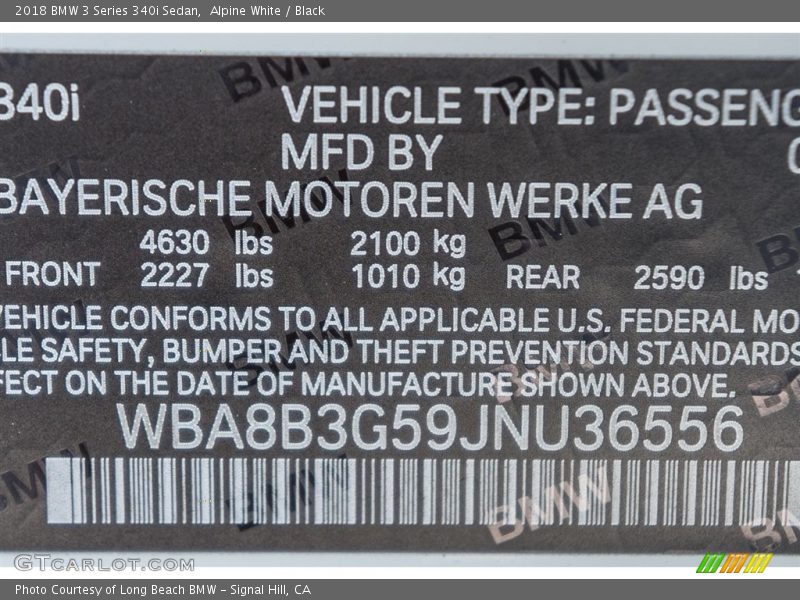 2018 BMW 3 Series 340i Sedan,  Alpine White / Black
340i VEHICLE TYPE: PASSENG
MFD BY
BAYERISCHE MOTOREN WERKE AG
4630 lbs 2100 kg
FRONT 2227 lbs 1010 kg REAR 2590 lbs
VEHICLE CONFORMS TO ALL APPLICABLE U.S. FEDERAL MO
LE SAFETY, BUMPER AND THEFT PREVENTION STANDARDS
FECT ON THE DATE OF MANUFACTURE SHOWN ABOVE.
WBA8B3G59JNU36556
GTCARLOT.COM
Photo Courtesy of Long Beach BMW – Signal Hill, CA